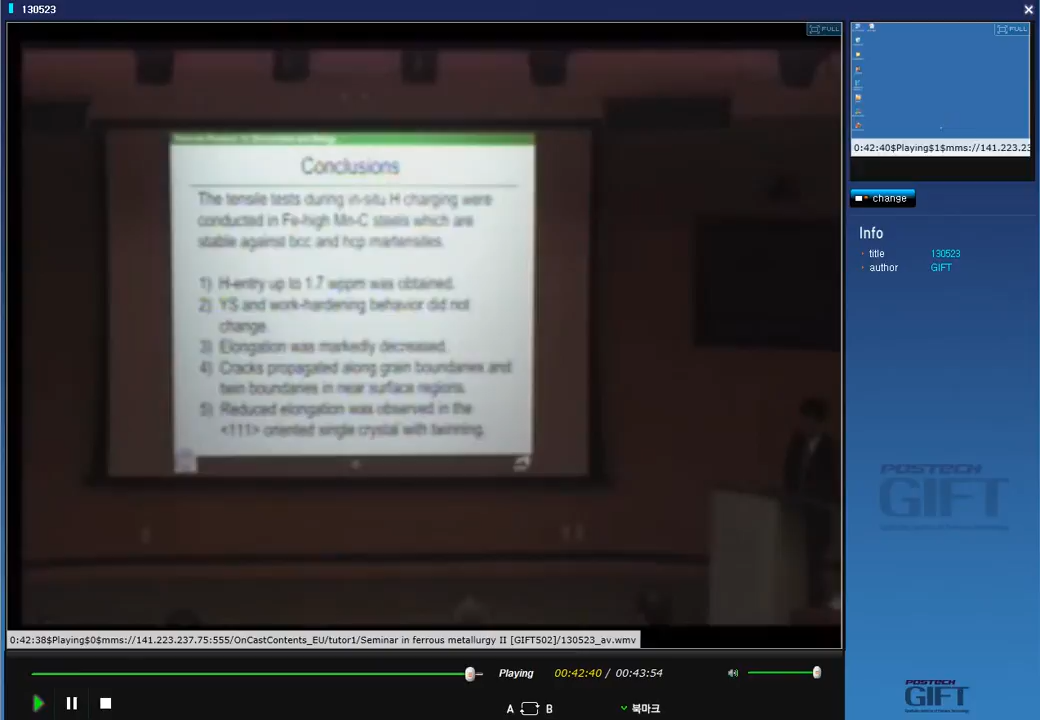 130523
FULL
FULL
Conclusions
The tensile tests during in-situ H charging were
conducted in Fe-high Mn-C steels which are
stable against bcc and hcp martensites.
1) H-entry up to 1.7 wppm was obtained.
2) YS and work-hardening behavior did not
change.
3) Elongation was markedly decreased.
4) Cracks propagated along grain boundaries and
twin boundaries in near surface regions.
5) Reduced elongation was observed in the
<111> oriented single crystal with twinning.
0:42:40$Playing$1$mms://141.223.23
change
Info
title 130523
author GIFT
POSTECH
GIFT
0:42:38$Playing$0$mms://141.223.237.75:555/OnCastContents_EU/tutor1/Seminar in ferrous metallurgy II [GIFT502]/130523_av.wmv
Playing 00:42:40 / 00:43:54
A B 북마크
POSTECH
GIFT